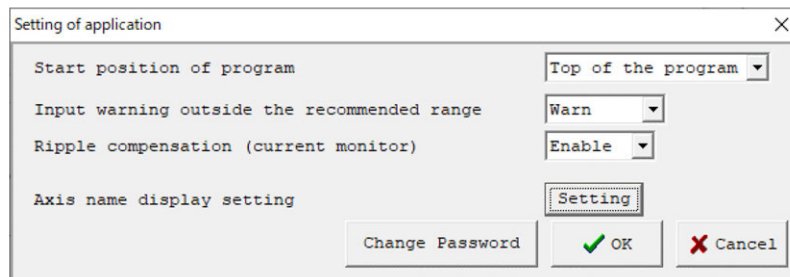 Setting of application
Start position of program Top of the program
Input warning outside the recommended range Warn
Ripple compensation (current monitor) Enable
Axis name display setting Setting
Change Password OK Cancel